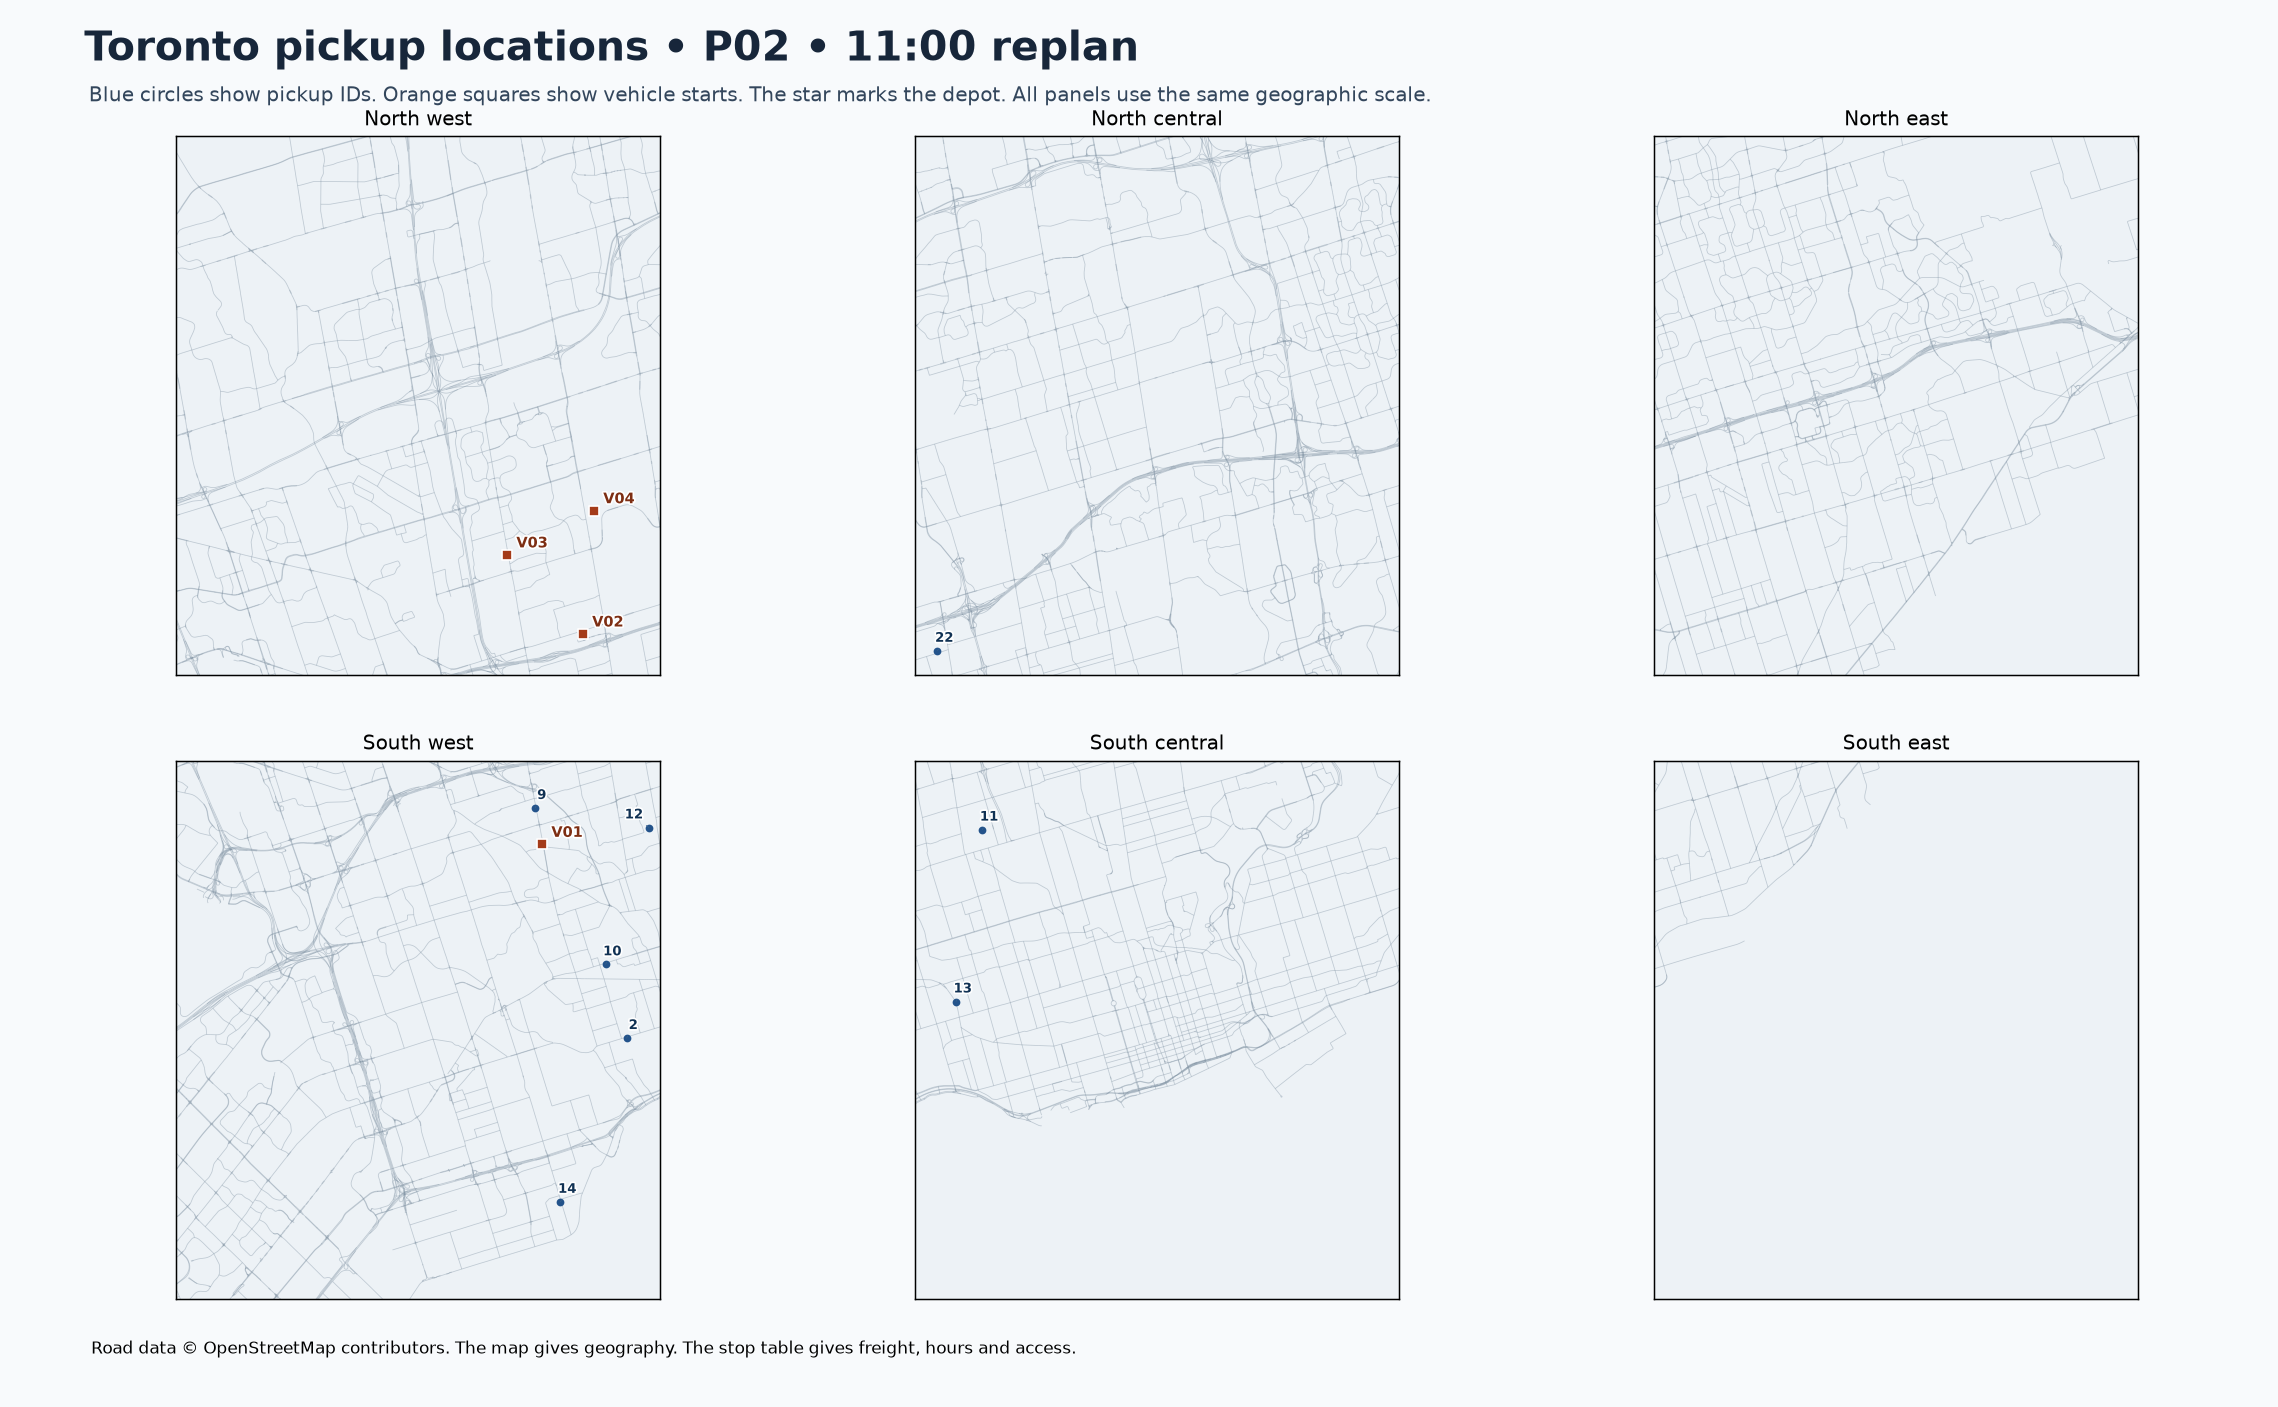 Toronto pickup locations • P02 • 11:00 replan
Blue circles show pickup IDs. Orange squares show vehicle starts. The star marks the depot. All panels use the same geographic scale.
North west
North central
North east
V04
V03
V02
22
South west
South central
South east
9
12
V01
11
10
13
2
14
Road data © OpenStreetMap contributors. The map gives geography. The stop table gives freight, hours and access.